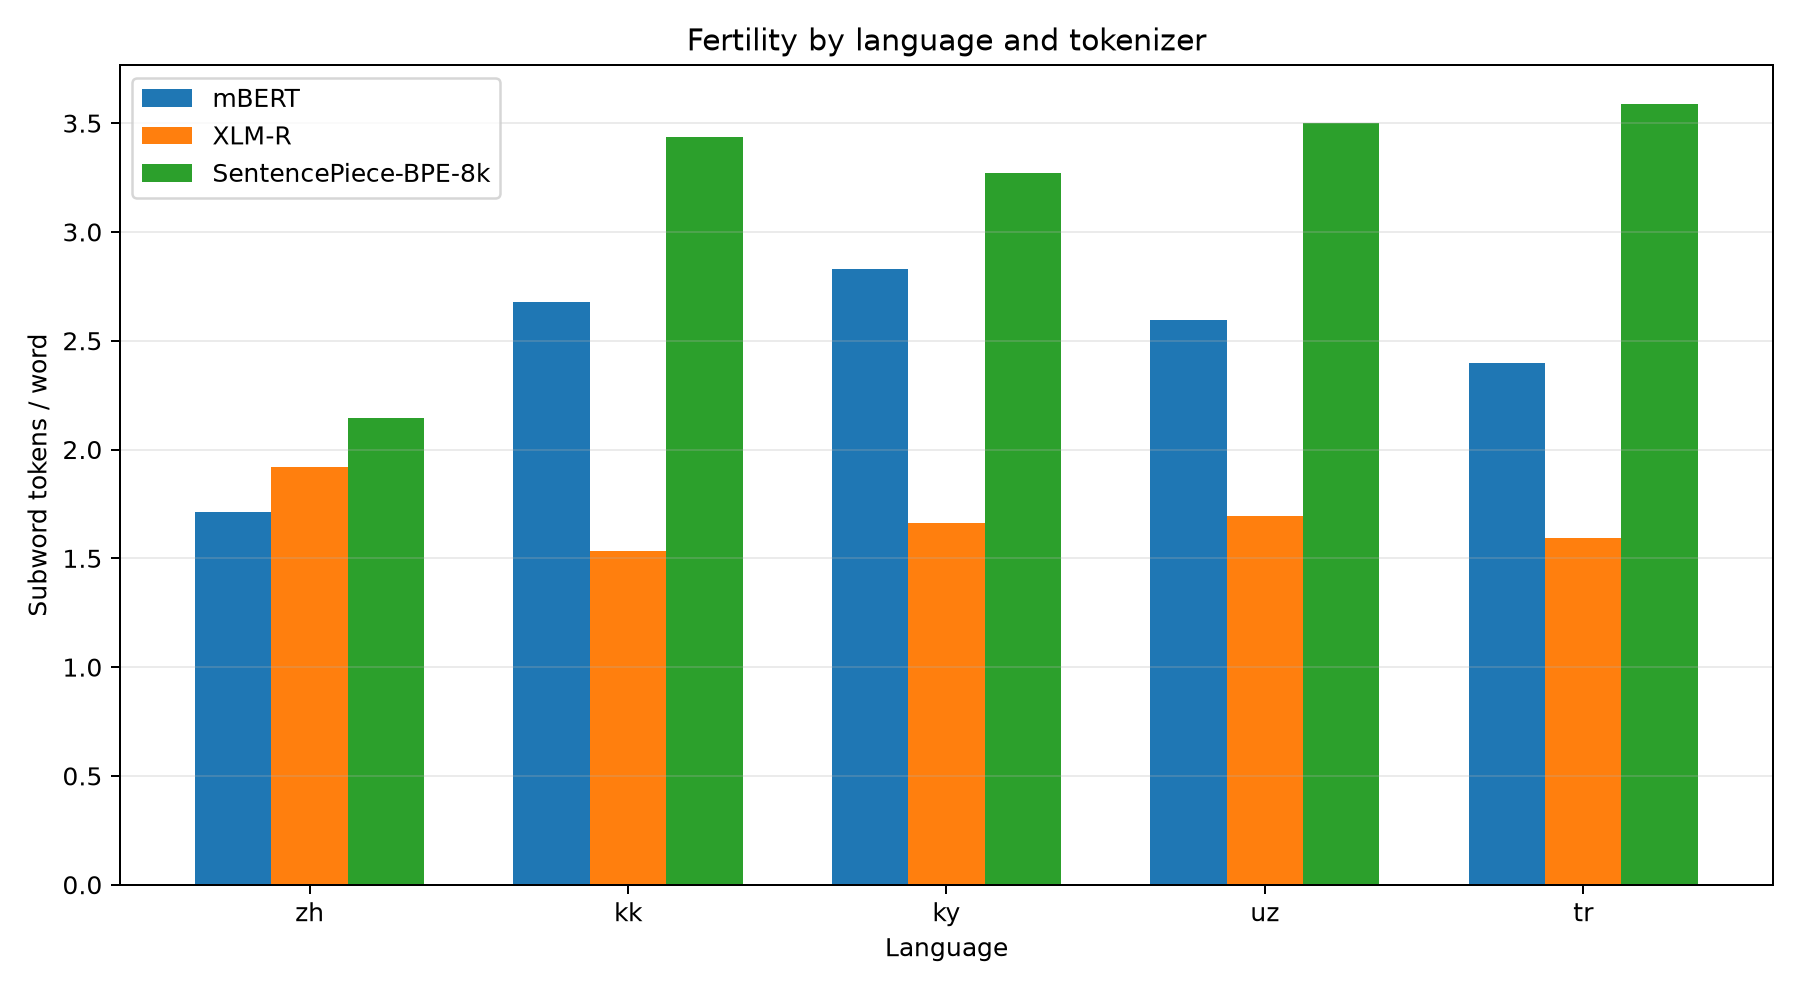 Fertility by language and tokenizer
mBERT
XLM-R
SentencePiece-BPE-8k
Subword tokens / word
3.5
3.0
2.5
2.0
1.5
1.0
0.5
0.0
zh kk ky uz tr
Language